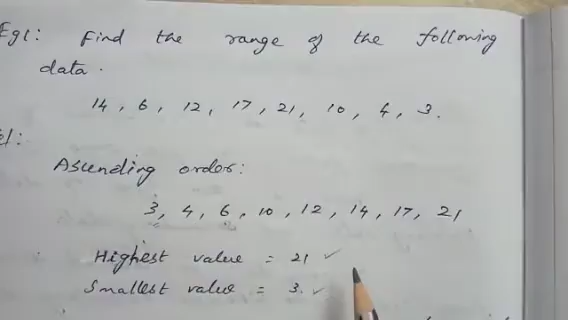 Eg1: Find the range of the following
data.
14, 6, 12, 17, 21, 10, 4, 3.
Ascending order:
3, 4, 6, 10, 12, 14, 17, 21
Highest value = 21 ✓
Smallest value = 3. ✓